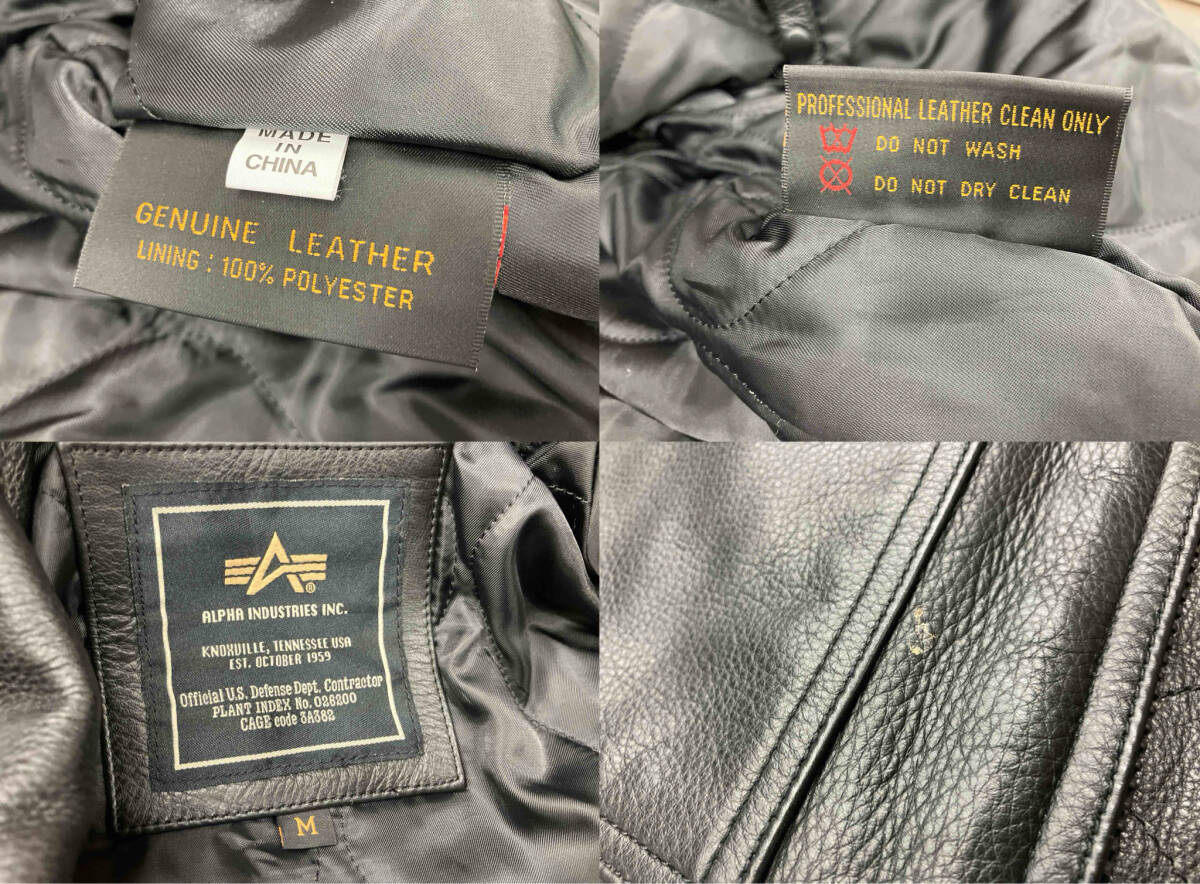 MADE
IN
CHINA
GENUINE LEATHER
LINING : 100% POLYESTER
PROFESSIONAL LEATHER CLEAN ONLY
DO NOT WASH
DO NOT DRY CLEAN
®
ALPHA INDUSTRIES INC.
KNOXVILLE, TENNESSEE USA
EST. OCTOBER 1959
Official U.S. Defense Dept. Contractor
PLANT INDEX No. 026200
CAGE code 3A382
M